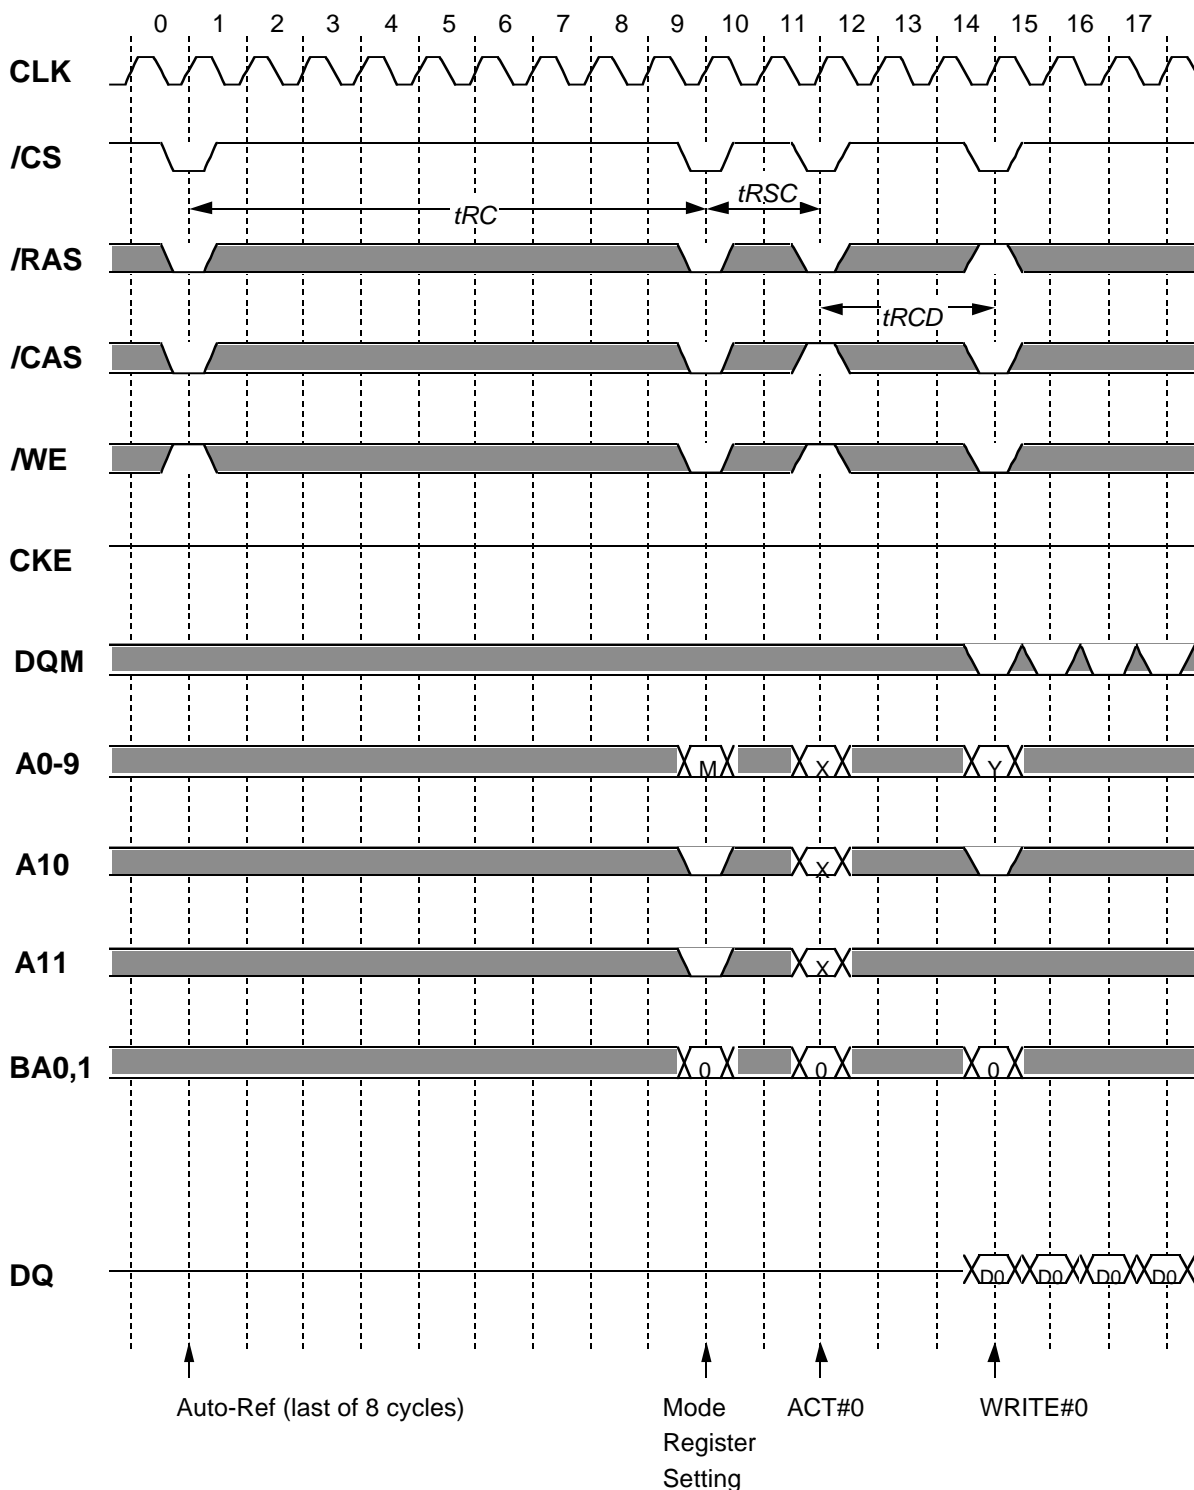 0 1 2 3 4 5 6 7 8 9 10 11 12 13 14 15 16 17
CLK
/CS
tRC
tRSC
/RAS
tRCD
/CAS
/WE
CKE
DQM
A0-9 M X Y
A10 X
A11 X
BA0,1 0 0 0
DQ D0 D0 D0 D0
Auto-Ref (last of 8 cycles) Mode ACT#0 WRITE#0
Register
Setting